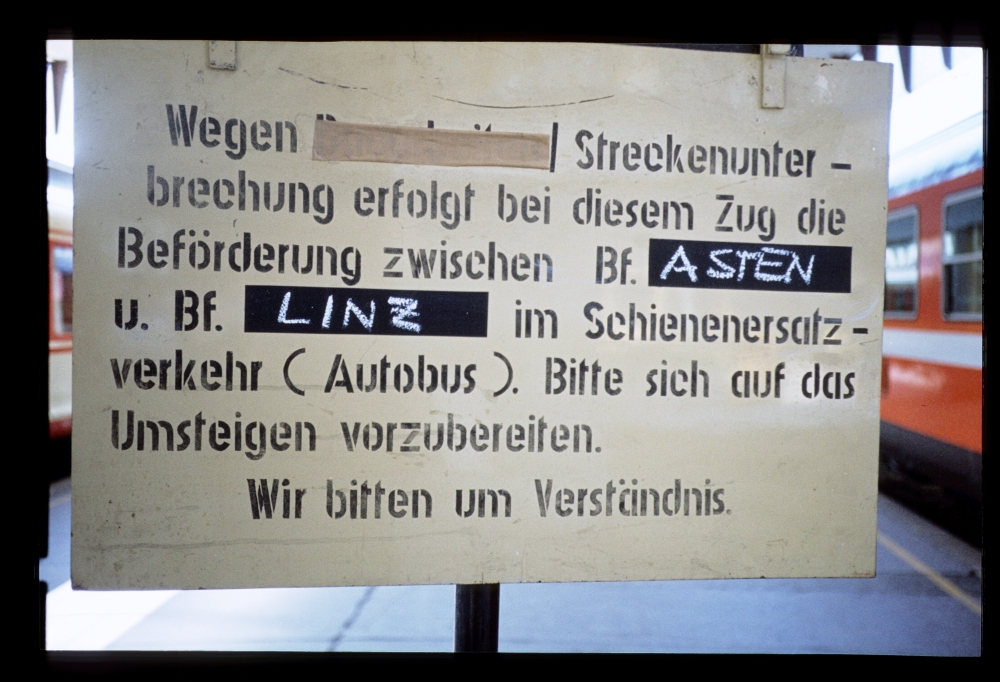 Wegen / Streckenunter-
brechung erfolgt bei diesem Zug die
Beförderung zwischen Bf. ASTEN
u. Bf. LINZ im Schienenersatz-
verkehr (Autobus). Bitte sich auf das
Umsteigen vorzubereiten.
Wir bitten um Verständnis.